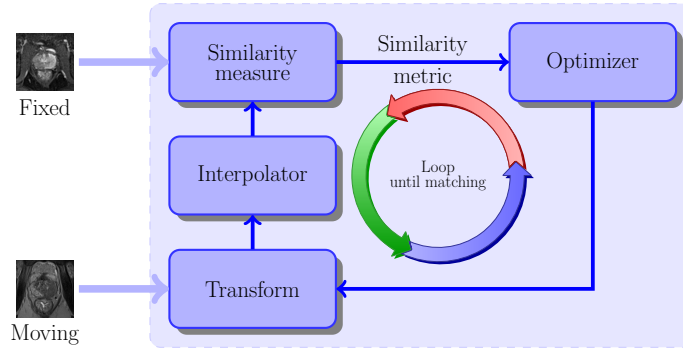 Fixed
Similarity
measure
Similarity
metric
Optimizer
Interpolator
Loop
until matching
Transform
Moving